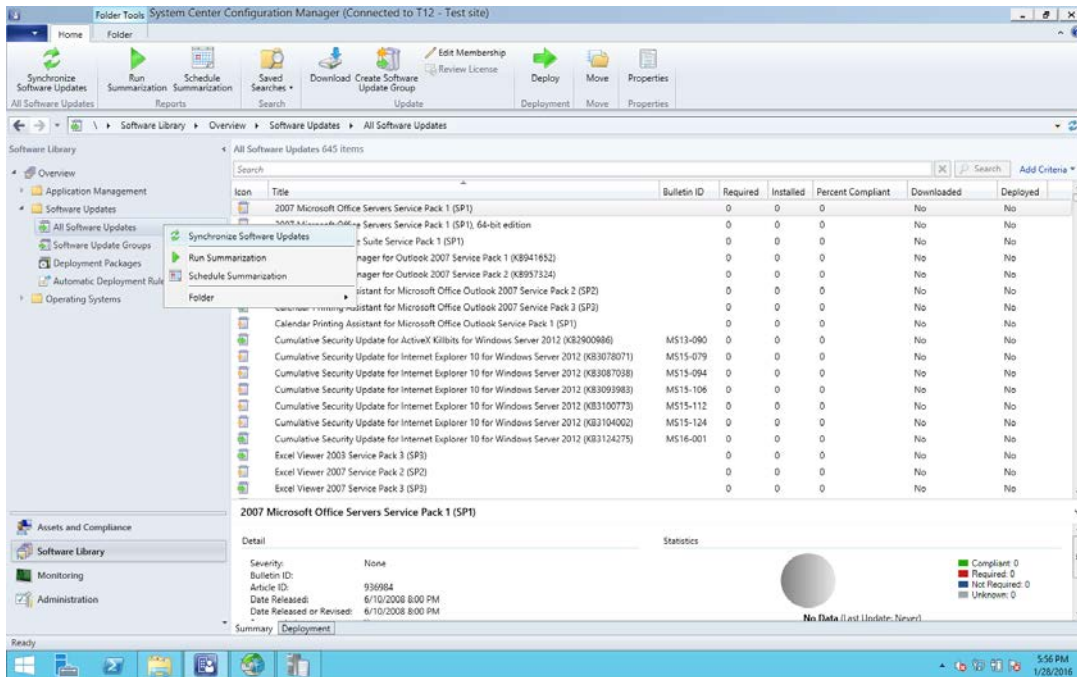 Folder Tools System Center Configuration Manager (Connected to T12 - Test site)
Home Folder
Synchronize Software Updates
Run Summarization
Schedule Summarization
Saved Searches
Download
Create Software Update Group
Edit Membership
Review License
Deploy
Move
Properties
All Software Updates Reports Search Update Deployment Move Properties
\ Software Library Overview Software Updates All Software Updates
Software Library
Overview
Application Management
Software Updates
All Software Updates
Software Update Groups
Deployment Packages
Automatic Deployment Rule
Operating Systems
Synchronize Software Updates
Run Summarization
Schedule Summarization
Folder
All Software Updates 645 items
Search Search Add Criteria
Icon Title Bulletin ID Required Installed Percent Compliant Downloaded Deployed
2007 Microsoft Office Servers Service Pack 1 (SP1) 0 0 0 No No
2007 Microsoft Office Servers Service Pack 1 (SP1), 64-bit edition 0 0 0 No No
e Suite Service Pack 1 (SP1) 0 0 0 No No
nager for Outlook 2007 Service Pack 1 (KB941652) 0 0 0 No No
nager for Outlook 2007 Service Pack 2 (KB957324) 0 0 0 No No
istant for Microsoft Office Outlook 2007 Service Pack 2 (SP2) 0 0 0 No No
Calendar Printing Assistant for Microsoft Office Outlook 2007 Service Pack 3 (SP3) 0 0 0 No No
Calendar Printing Assistant for Microsoft Office Outlook Service Pack 1 (SP1) 0 0 0 No No
Cumulative Security Update for ActiveX Killbits for Windows Server 2012 (KB2900986) MS13-090 0 0 0 No No
Cumulative Security Update for Internet Explorer 10 for Windows Server 2012 (KB3078071) MS15-079 0 0 0 No No
Cumulative Security Update for Internet Explorer 10 for Windows Server 2012 (KB3087038) MS15-094 0 0 0 No No
Cumulative Security Update for Internet Explorer 10 for Windows Server 2012 (KB3093983) MS15-106 0 0 0 No No
Cumulative Security Update for Internet Explorer 10 for Windows Server 2012 (KB3100773) MS15-112 0 0 0 No No
Cumulative Security Update for Internet Explorer 10 for Windows Server 2012 (KB3104002) MS15-124 0 0 0 No No
Cumulative Security Update for Internet Explorer 10 for Windows Server 2012 (KB3124275) MS16-001 0 0 0 No No
Excel Viewer 2003 Service Pack 3 (SP3) 0 0 0 No No
Excel Viewer 2007 Service Pack 2 (SP2) 0 0 0 No No
Excel Viewer 2007 Service Pack 3 (SP3) 0 0 0 No No
2007 Microsoft Office Servers Service Pack 1 (SP1)
Detail
Severity: None
Bulletin ID:
Article ID: 936984
Date Released: 6/10/2008 8:00 PM
Date Released or Revised: 6/10/2008 8:00 PM
Statistics
Compliant: 0
Required: 0
Not Required: 0
Unknown: 0
No Data (Last Update: Never)
Summary Deployment
Assets and Compliance
Software Library
Monitoring
Administration
Ready
5:56 PM
1/28/2016